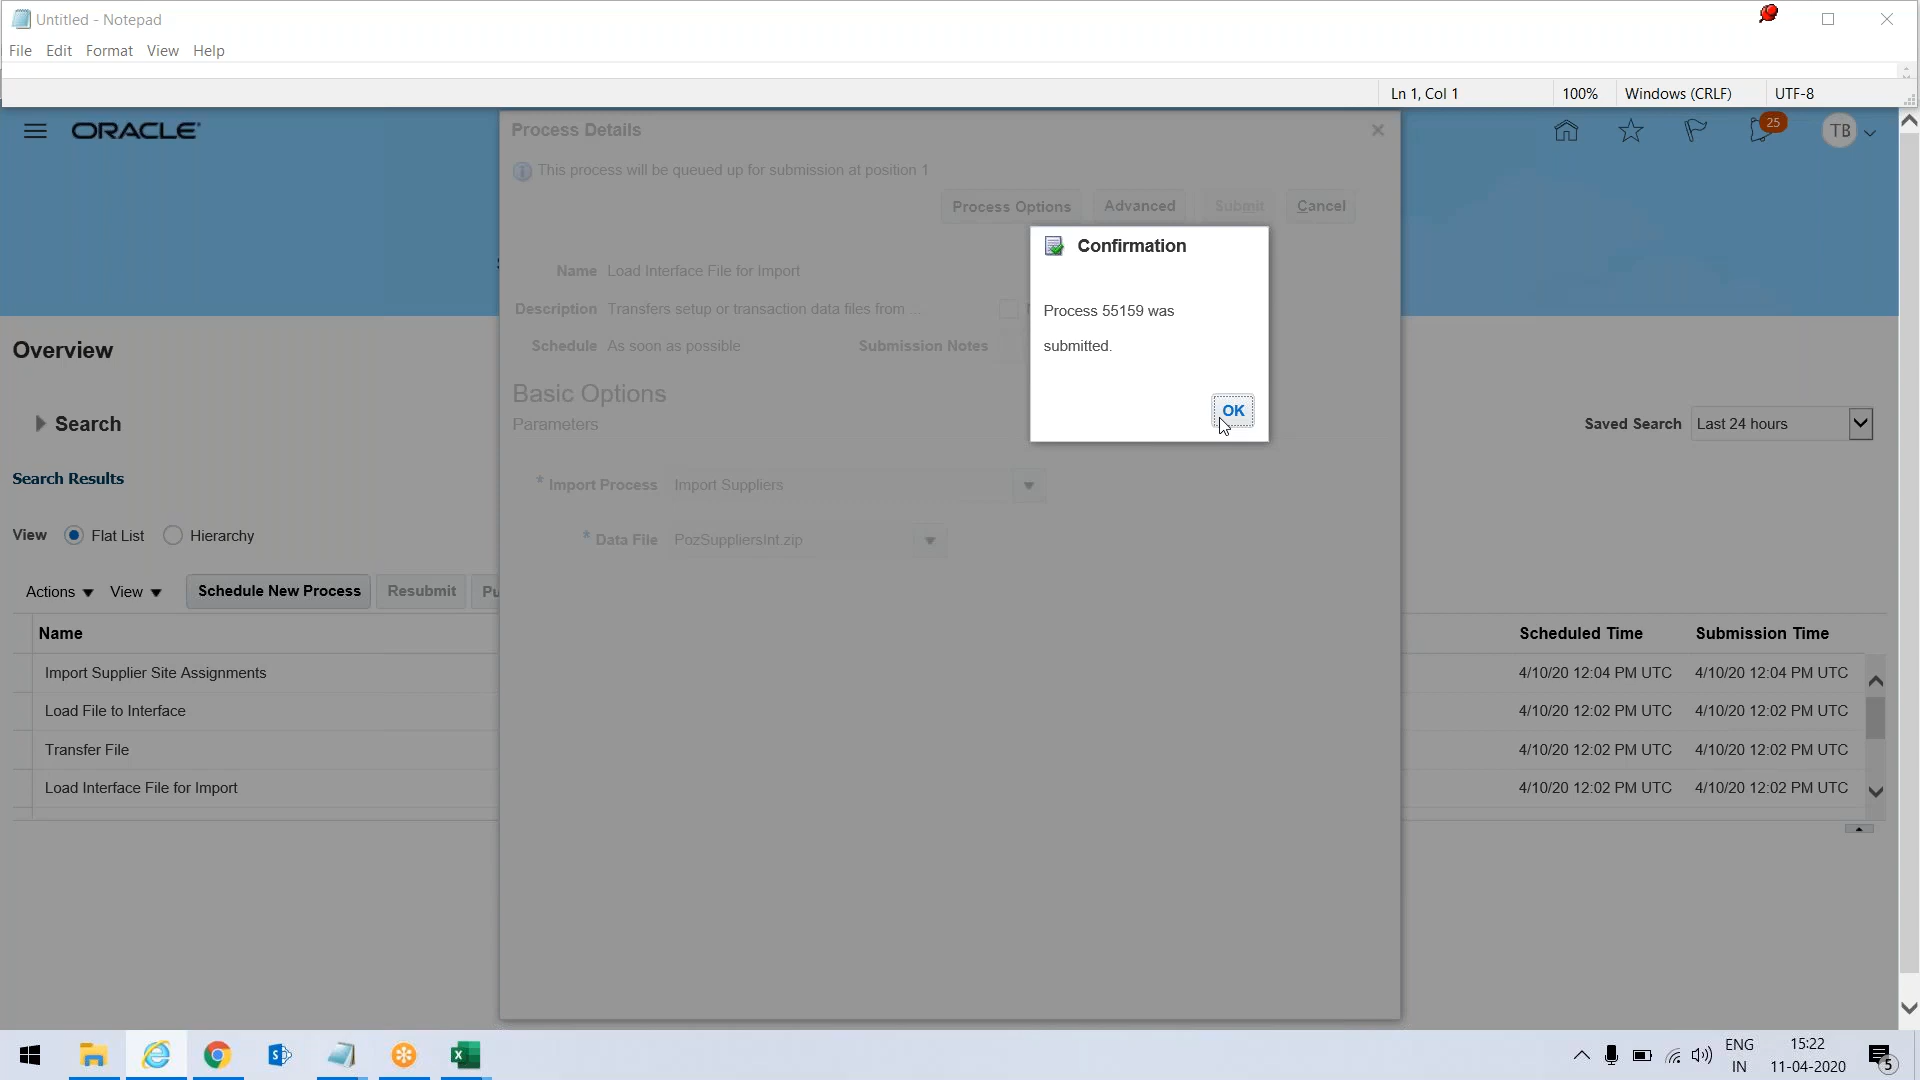 Untitled - Notepad
File Edit Format View Help
Ln 1, Col 1 100% Windows (CRLF) UTF-8
ORACLE
25
TB
Process Details
This process will be queued up for submission at position 1
Process Options Advanced Submit Cancel
Name Load Interface File for Import
Description Transfers setup or transaction data files from ...
Schedule As soon as possible Submission Notes
Basic Options
Parameters
* Import Process Import Suppliers
* Data File PozSuppliersInt.zip
Confirmation
Process 55159 was
submitted.
OK
Overview
Search
Saved Search Last 24 hours
Search Results
View Flat List Hierarchy
Actions View Schedule New Process Resubmit Pu
Name Scheduled Time Submission Time
Import Supplier Site Assignments 4/10/20 12:04 PM UTC 4/10/20 12:04 PM UTC
Load File to Interface 4/10/20 12:02 PM UTC 4/10/20 12:02 PM UTC
Transfer File 4/10/20 12:02 PM UTC 4/10/20 12:02 PM UTC
Load Interface File for Import 4/10/20 12:02 PM UTC 4/10/20 12:02 PM UTC
ENG 15:22
IN 11-04-2020
5